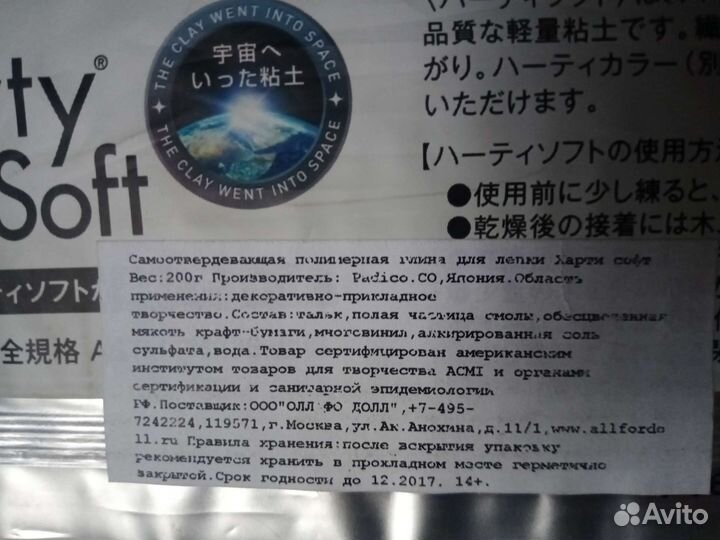 rty®
Soft
THE CLAY WENT INTO SPACE
宇宙へ
いった粘土
THE CLAY WENT INTO SPACE
品質な軽量粘土です。繊
がり。ハーティカラー（別
いただけます。
【ハーティソフトの使用方法
●使用前に少し練ると、
●乾燥後の接着には木工
ティソフトが
全規格 A
Самоотвердевающая полимерная глина для лепки Харти софт
Вес:200г Производитель: Padico.CO,Япония.Область
применения:декоративно-прикладное
творчество.Состав:тальк,полая частица смолы,обесцвеченная
мякоть крафт-бумаги,многовинил,алкирированная соль
сульфата,вода.Товар сертифицирован американским
институтом товаров для творчества ACMI и органами
сертификации и санитарной эпидемиологии
РФ.Поставщик:ООО"ОЛЛ ФО ДОЛЛ",+7-495-
7242224,119571,г.Москва,ул.Ак.Анохина,д.11/1,www.allfordo
ll.ru Правила хранения:после вскрытия упаковку
рекомендуется хранить в прохладном месте герметично
закрытой.Срок годности до 12.2017. 14+.
Avito